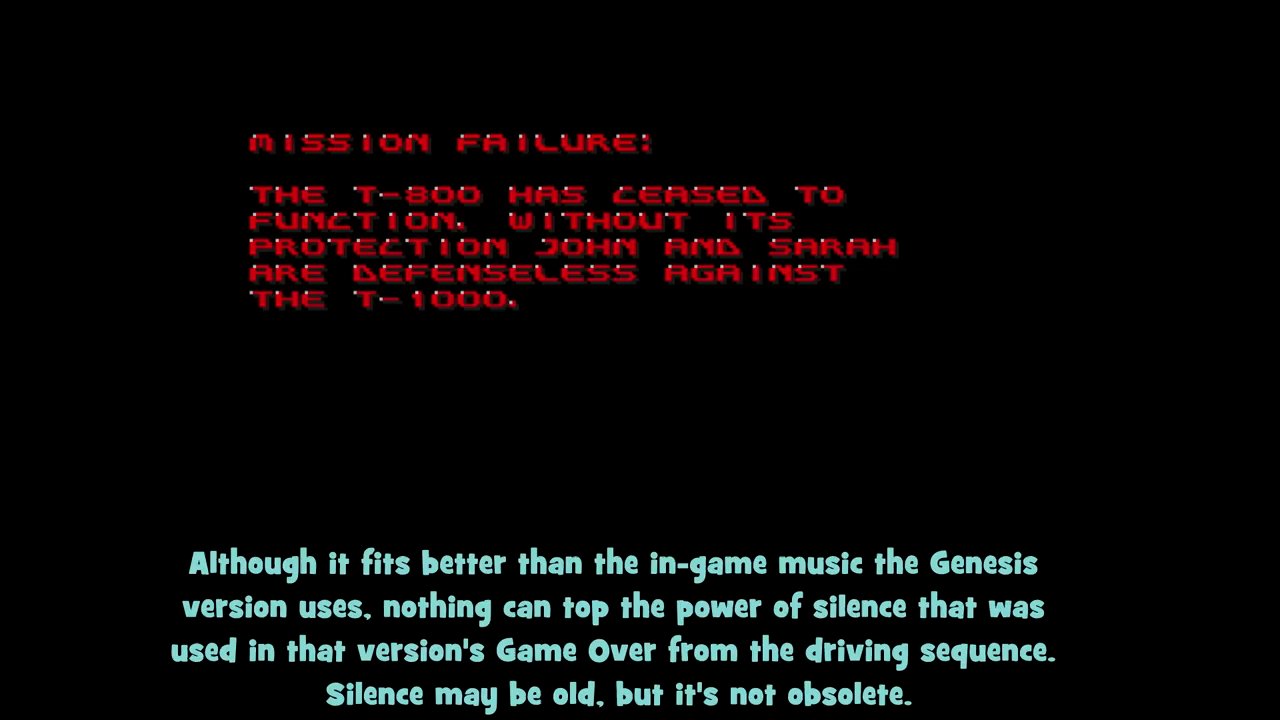 MISSION FAILURE:
THE T-800 HAS CEASED TO
FUNCTION. WITHOUT ITS
PROTECTION JOHN AND SARAH
ARE DEFENSELESS AGAINST
THE T-1000.
Although it fits better than the in-game music the Genesis
version uses, nothing can top the power of silence that was
used in that version's Game Over from the driving sequence.
Silence may be old, but it's not obsolete.